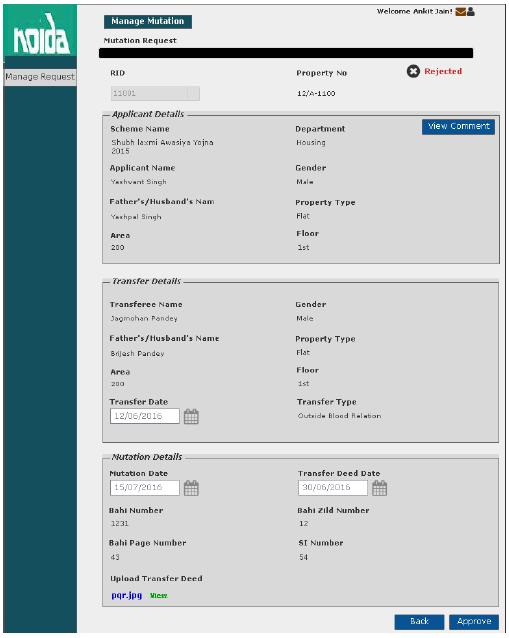 noida
Welcome Ankit Jain!
Manage Mutation
Mutation Request
Manage Request
RID
Property No
Rejected
11001
12/A-1100
Applicant Details
View Comment
Scheme Name
Department
Shubh laxmi Awasiya Yojna
2015
Housing
Applicant Name
Gender
Yashvant Singh
Male
Father's/Husband's Nam
Property Type
Yashpal Singh
Flat
Area
Floor
200
1st
Transfer Details
Transferee Name
Gender
Jagmohan Pandey
Male
Father's/Husband's Name
Property Type
Brijesh Pandey
Flat
Area
Floor
200
1st
Transfer Date
Transfer Type
12/06/2016
Outside Blood Relation
Mutation Details
Mutation Date
Transfer Deed Date
15/07/2016
30/06/2016
Bahi Number
Bahi Zild Number
1231
12
Bahi Page Number
SI Number
43
54
Upload Transfer Deed
pqr.jpg View
Back
Approve